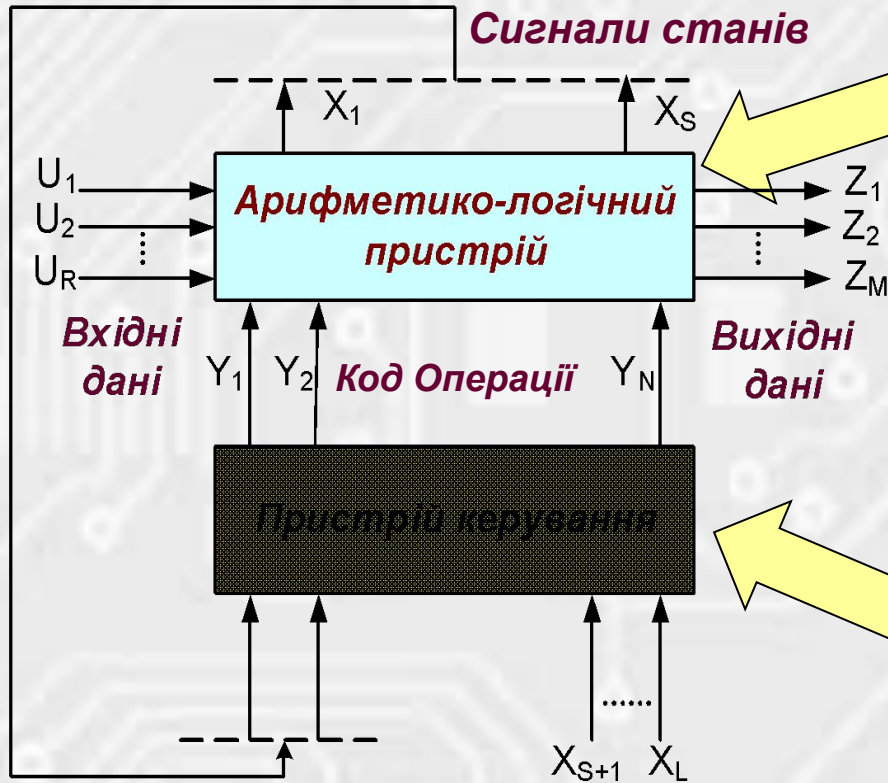 Сигнали станів
X1 XS
U1 Z1
Арифметико-логічний
U2 Z2
пристрій
UR ZM
Вхідні Вихідні
дані дані
Y1 Y2 Код Операції YN
Пристрій керування
XS+1 XL